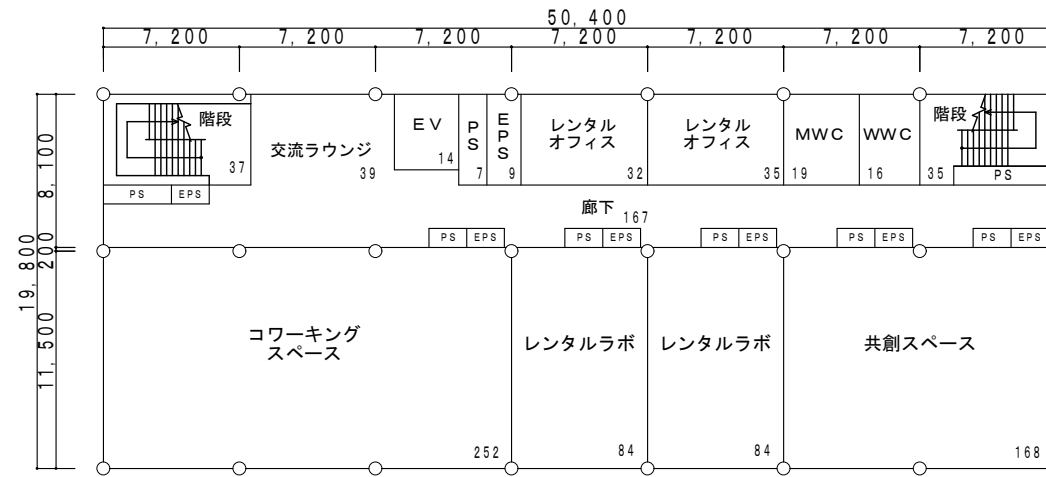 50,400
7,200
7,200
7,200
7,200
7,200
7,200
7,200
19,800
8,100
200
11,500
階段
37
交流ラウンジ
39
EV
14
PS
7
EPS
9
レンタル
オフィス
32
レンタル
オフィス
35
MWC
19
WWC
16
階段
35
PS
PS
EPS
廊下
167
PS
EPS
PS
EPS
PS
EPS
PS
EPS
PS
EPS
コワーキング
スペース
252
レンタルラボ
84
レンタルラボ
84
共創スペース
168